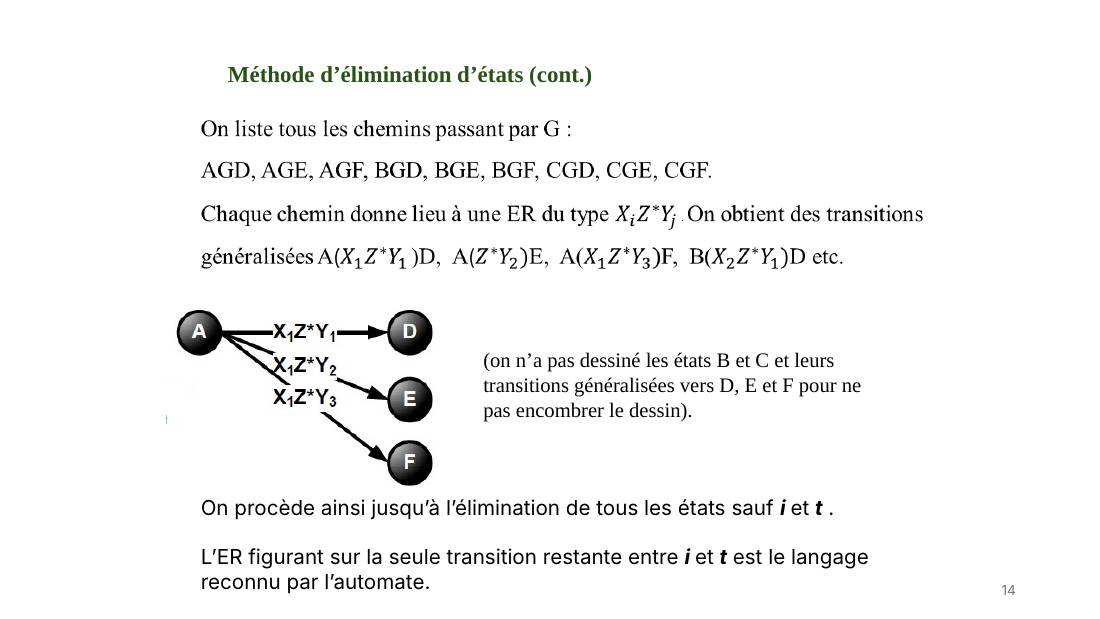 Méthode d’élimination d’états (cont.)
On liste tous les chemins passant par G :
AGD, AGE, AGF, BGD, BGE, BGF, CGD, CGE, CGF.
Chaque chemin donne lieu à une ER du type XᵢZ*Yⱼ . On obtient des transitions
généralisées A(X₁Z*Y₁ )D, A(Z*Y₂)E, A(X₁Z*Y₃)F, B(X₂Z*Y₁)D etc.
A X₁Z*Y₁ D
X₁Z*Y₂
(on n’a pas dessiné les états B et C et leurs
transitions généralisées vers D, E et F pour ne
pas encombrer le dessin).
X₁Z*Y₃ E
F
On procède ainsi jusqu’à l’élimination de tous les états sauf i et t .
L’ER figurant sur la seule transition restante entre i et t est le langage
reconnu par l’automate.
14